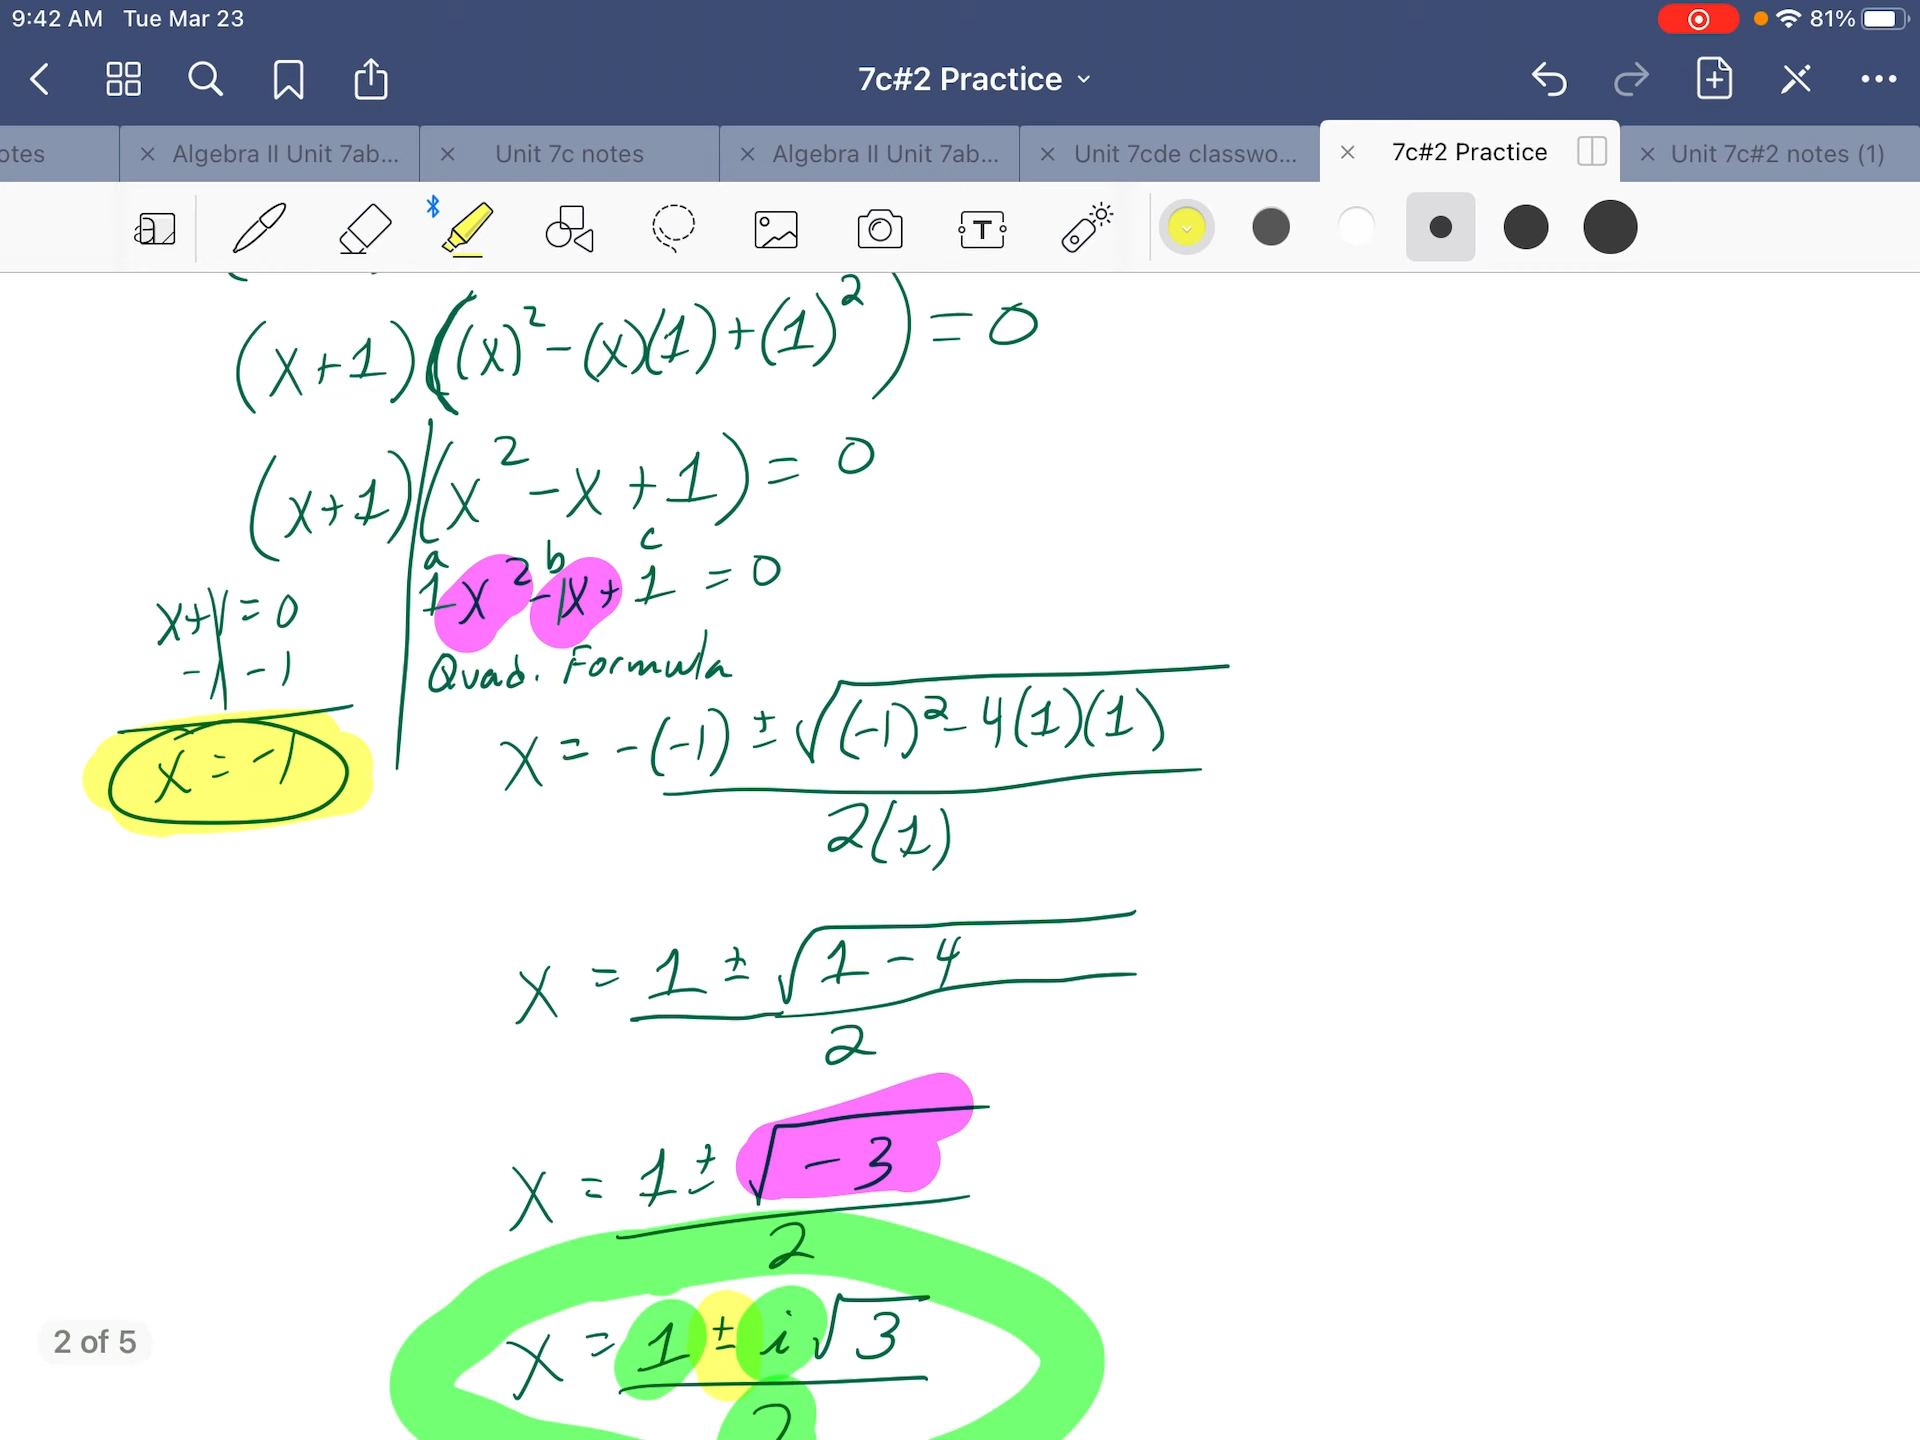 9:42 AM Tue Mar 23
81%
7c#2 Practice
otes
Algebra II Unit 7ab...
Unit 7c notes
Algebra II Unit 7ab...
Unit 7cde classwo...
7c#2 Practice
Unit 7c#2 notes (1)
(x+1)((x)²-(x)(1)+(1)²)=0
(x+1)(x²-x+1)=0
a b c
1x²-1x+1=0
x+1=0
-1 -1
x=-1
Quad. Formula
x = -(-1) ± √(-1)²-4(1)(1)
2(1)
x = 1 ± √1-4
2
x = 1 ± √-3
2
x = 1 ± i√3
2
2 of 5